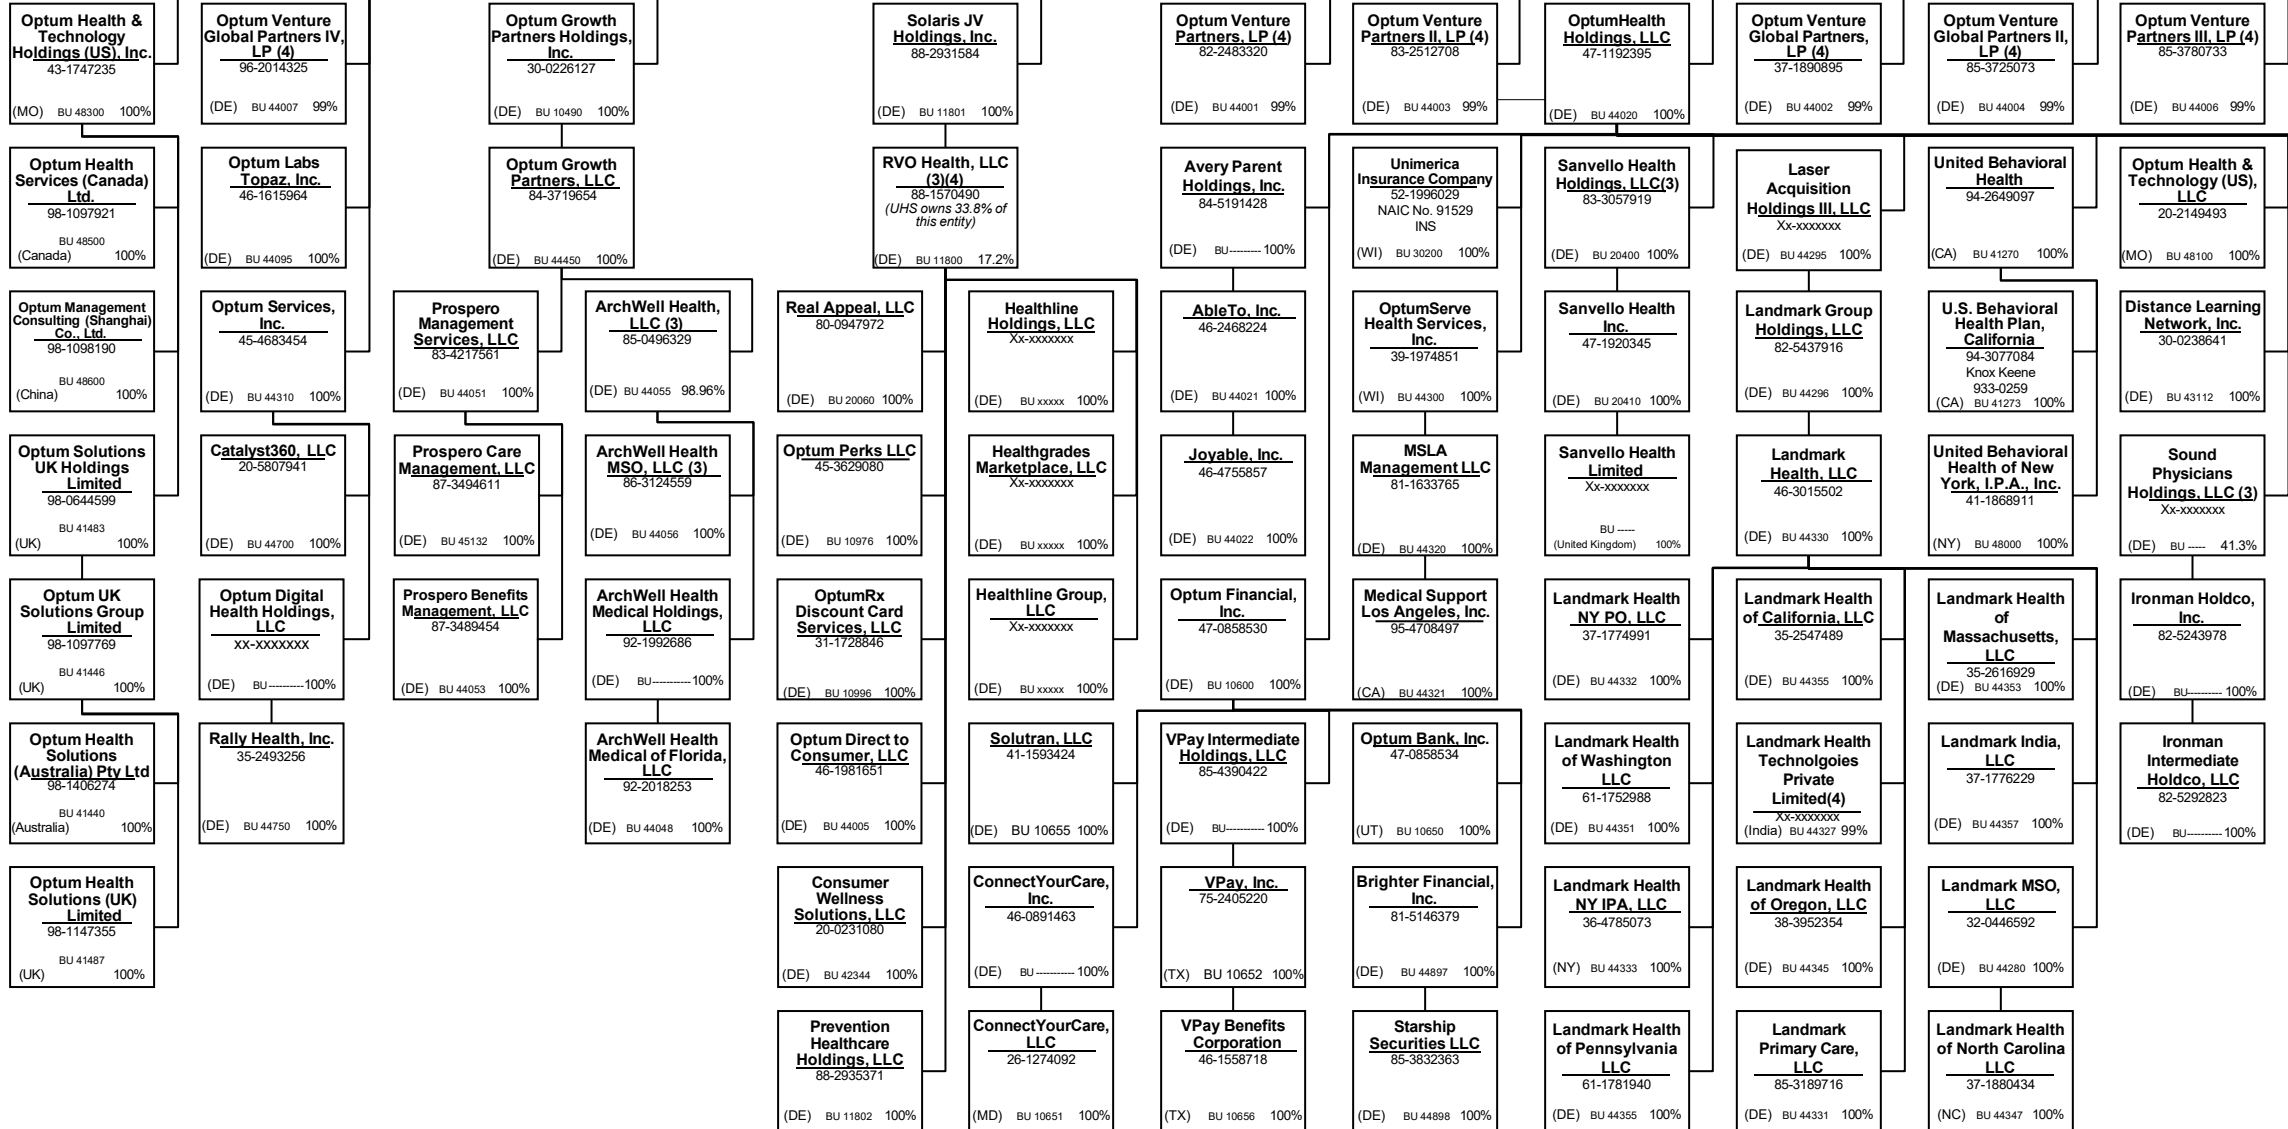 Optum Health &
Technology
Holdings (US), Inc.
43-1747235
(MO) BU 48300 100%
Optum Venture
Global Partners IV,
LP (4)
96-2014325
(DE) BU 44007 99%
Optum Growth
Partners Holdings,
Inc.
30-0226127
(DE) BU 10490 100%
Solaris JV
Holdings, Inc.
88-2931584
(DE) BU 11801 100%
Optum Venture
Partners, LP (4)
82-2483320
(DE) BU 44001 99%
Optum Venture
Partners II, LP (4)
83-2512708
(DE) BU 44003 99%
OptumHealth
Holdings, LLC
47-1192395
(DE) BU 44020 100%
Optum Venture
Global Partners,
LP (4)
37-1890895
(DE) BU 44002 99%
Optum Venture
Global Partners II,
LP (4)
85-3725073
(DE) BU 44004 99%
Optum Venture
Partners III, LP (4)
85-3780733
(DE) BU 44006 99%
Optum Health
Services (Canada)
Ltd.
98-1097921
BU 48500
(Canada) 100%
Optum Labs
Topaz, Inc.
46-1615964
(DE) BU 44095 100%
Optum Growth
Partners, LLC
84-3719654
(DE) BU 44450 100%
RVO Health, LLC
(3)(4)
88-1570490
(UHS owns 33.8% of
this entity)
(DE) BU 11800 17.2%
Avery Parent
Holdings, Inc.
84-5191428
(DE) BU--------- 100%
Unimerica
Insurance Company
52-1996029
NAIC No. 91529
INS
(WI) BU 30200 100%
Sanvello Health
Holdings, LLC(3)
83-3057919
(DE) BU 20400 100%
Laser
Acquisition
Holdings III, LLC
Xx-xxxxxxx
(DE) BU 44295 100%
United Behavioral
Health
94-2649097
(CA) BU 41270 100%
Optum Health &
Technology (US),
LLC
20-2149493
(MO) BU 48100 100%
Optum Management
Consulting (Shanghai)
Co., Ltd.
98-1098190
BU 48600
(China) 100%
Optum Services,
Inc.
45-4683454
(DE) BU 44310 100%
Prospero
Management
Services, LLC
83-4217561
(DE) BU 44051 100%
ArchWell Health,
LLC (3)
85-0496329
(DE) BU 44055 98.96%
Real Appeal, LLC
80-0947972
(DE) BU 20060 100%
Healthline
Holdings, LLC
Xx-xxxxxxx
(DE) BU xxxxx 100%
AbleTo, Inc.
46-2468224
(DE) BU 44021 100%
OptumServe
Health Services,
Inc.
39-1974851
(WI) BU 44300 100%
Sanvello Health
Inc.
47-1920345
(DE) BU 20410 100%
Landmark Group
Holdings, LLC
82-5437916
(DE) BU 44296 100%
U.S. Behavioral
Health Plan,
California
94-3077084
Knox Keene
933-0259
(CA) BU 41273 100%
Distance Learning
Network, Inc.
30-0238641
(DE) BU 43112 100%
Optum Solutions
UK Holdings
Limited
98-0644599
BU 41483
(UK) 100%
Catalyst360, LLC
20-5807941
(DE) BU 44700 100%
Prospero Care
Management, LLC
87-3494611
(DE) BU 45132 100%
ArchWell Health
MSO, LLC (3)
86-3124559
(DE) BU 44056 100%
Optum Perks LLC
45-3629080
(DE) BU 10976 100%
Healthgrades
Marketplace, LLC
Xx-xxxxxxx
(DE) BU xxxxx 100%
Joyable, Inc.
46-4755857
(DE) BU 44022 100%
MSLA
Management LLC
81-1633765
(DE) BU 44320 100%
Sanvello Health
Limited
Xx-xxxxxxx
BU -----
(United Kingdom) 100%
Landmark
Health, LLC
46-3015502
(DE) BU 44330 100%
United Behavioral
Health of New
York, I.P.A., Inc.
41-1868911
(NY) BU 48000 100%
Sound
Physicians
Holdings, LLC (3)
Xx-xxxxxxx
(DE) BU ----- 41.3%
Optum UK
Solutions Group
Limited
98-1097769
BU 41446
(UK) 100%
Optum Digital
Health Holdings,
LLC
xx-xxxxxxx
(DE) BU----------100%
Prospero Benefits
Management, LLC
87-3489454
(DE) BU 44053 100%
ArchWell Health
Medical Holdings,
LLC
92-1992686
(DE) BU-----------100%
OptumRx
Discount Card
Services, LLC
31-1728846
(DE) BU 10996 100%
Healthline Group,
LLC
Xx-xxxxxxx
(DE) BU xxxxx 100%
Optum Financial,
Inc.
47-0858530
(DE) BU 10600 100%
Medical Support
Los Angeles, Inc.
95-4708497
(CA) BU 44321 100%
Landmark Health
NY PO, LLC
37-1774991
(DE) BU 44332 100%
Landmark Health
of California, LLC
35-2547489
(DE) BU 44355 100%
Landmark Health
of
Massachusetts,
LLC
35-2616929
(DE) BU 44353 100%
Ironman Holdco,
Inc.
82-5243978
(DE) BU---------- 100%
Optum Health
Solutions
(Australia) Pty Ltd
98-1406274
BU 41440
(Australia) 100%
Rally Health, Inc.
35-2493256
(DE) BU 44750 100%
ArchWell Health
Medical of Florida,
LLC
92-2018253
(DE) BU 44048 100%
Optum Direct to
Consumer, LLC
46-1981651
(DE) BU 44005 100%
Solutran, LLC
41-1593424
(DE) BU 10655 100%
VPay Intermediate
Holdings, LLC
85-4390422
(DE) BU----------- 100%
Optum Bank, Inc.
47-0858534
(UT) BU 10650 100%
Landmark Health
of Washington
LLC
61-1752988
(DE) BU 44351 100%
Landmark Health
Technolgoies
Private
Limited(4)
Xx-xxxxxxx
(India) BU 44327 99%
Landmark India,
LLC
37-1776229
(DE) BU 44357 100%
Ironman
Intermediate
Holdco, LLC
82-5292823
(DE) BU---------- 100%
Optum Health
Solutions (UK)
Limited
98-1147355
BU 41487
(UK) 100%
Consumer
Wellness
Solutions, LLC
20-0231080
(DE) BU 42344 100%
ConnectYourCare,
Inc.
46-0891463
(DE) BU ----------- 100%
VPay, Inc.
75-2405220
(TX) BU 10652 100%
Brighter Financial,
Inc.
81-5146379
(DE) BU 44897 100%
Landmark Health
NY IPA, LLC
36-4785073
(NY) BU 44333 100%
Landmark Health
of Oregon, LLC
38-3952354
(DE) BU 44345 100%
Landmark MSO,
LLC
32-0446592
(DE) BU 44280 100%
Prevention
Healthcare
Holdings, LLC
88-2935371
(DE) BU 11802 100%
ConnectYourCare,
LLC
26-1274092
(MD) BU 10651 100%
VPay Benefits
Corporation
46-1558718
(TX) BU 10656 100%
Starship
Securities LLC
85-3832363
(DE) BU 44898 100%
Landmark Health
of Pennsylvania
LLC
61-1781940
(DE) BU 44355 100%
Landmark
Primary Care,
LLC
85-3189716
(DE) BU 44331 100%
Landmark Health
of North Carolina
LLC
37-1880434
(NC) BU 44347 100%